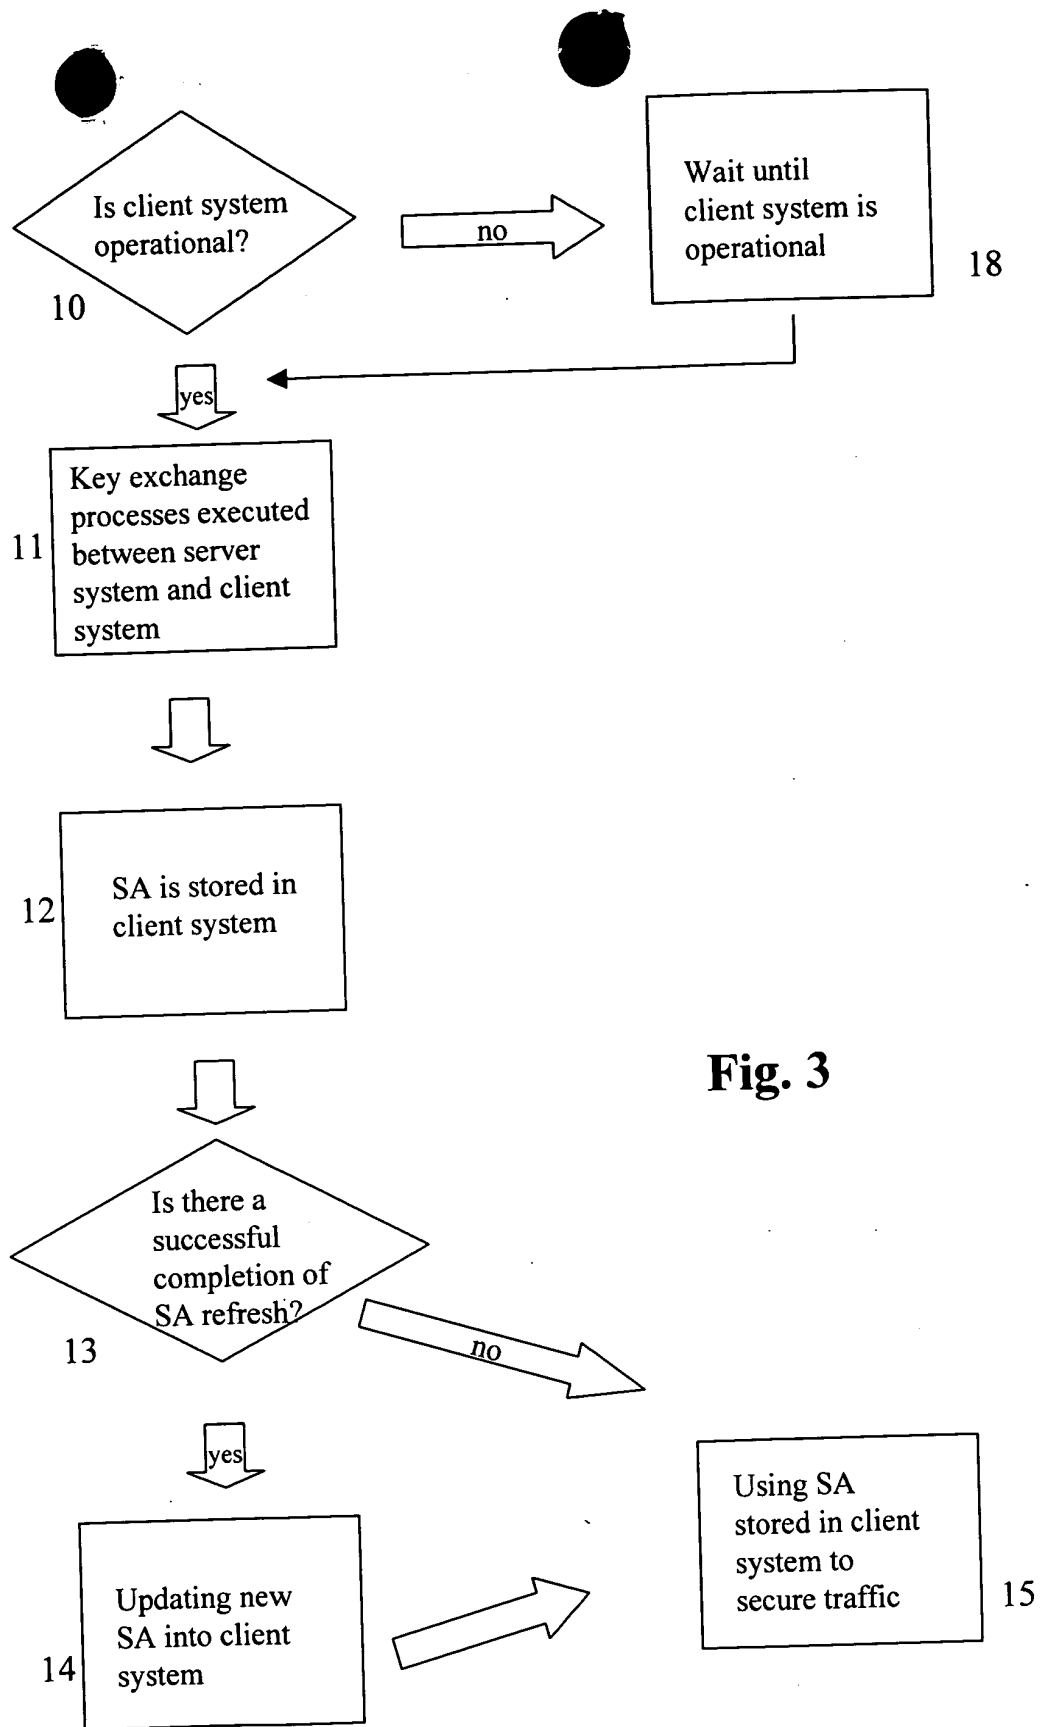 Is client system
operational?
10
no
Wait until
client system is
operational
18
yes
Key exchange
processes executed
between server
system and client
system
11
SA is stored in
client system
12
Fig. 3
Is there a
successful
completion of
SA refresh?
13
no
yes
Using SA
stored in client
system to
secure traffic
15
Updating new
SA into client
system
14